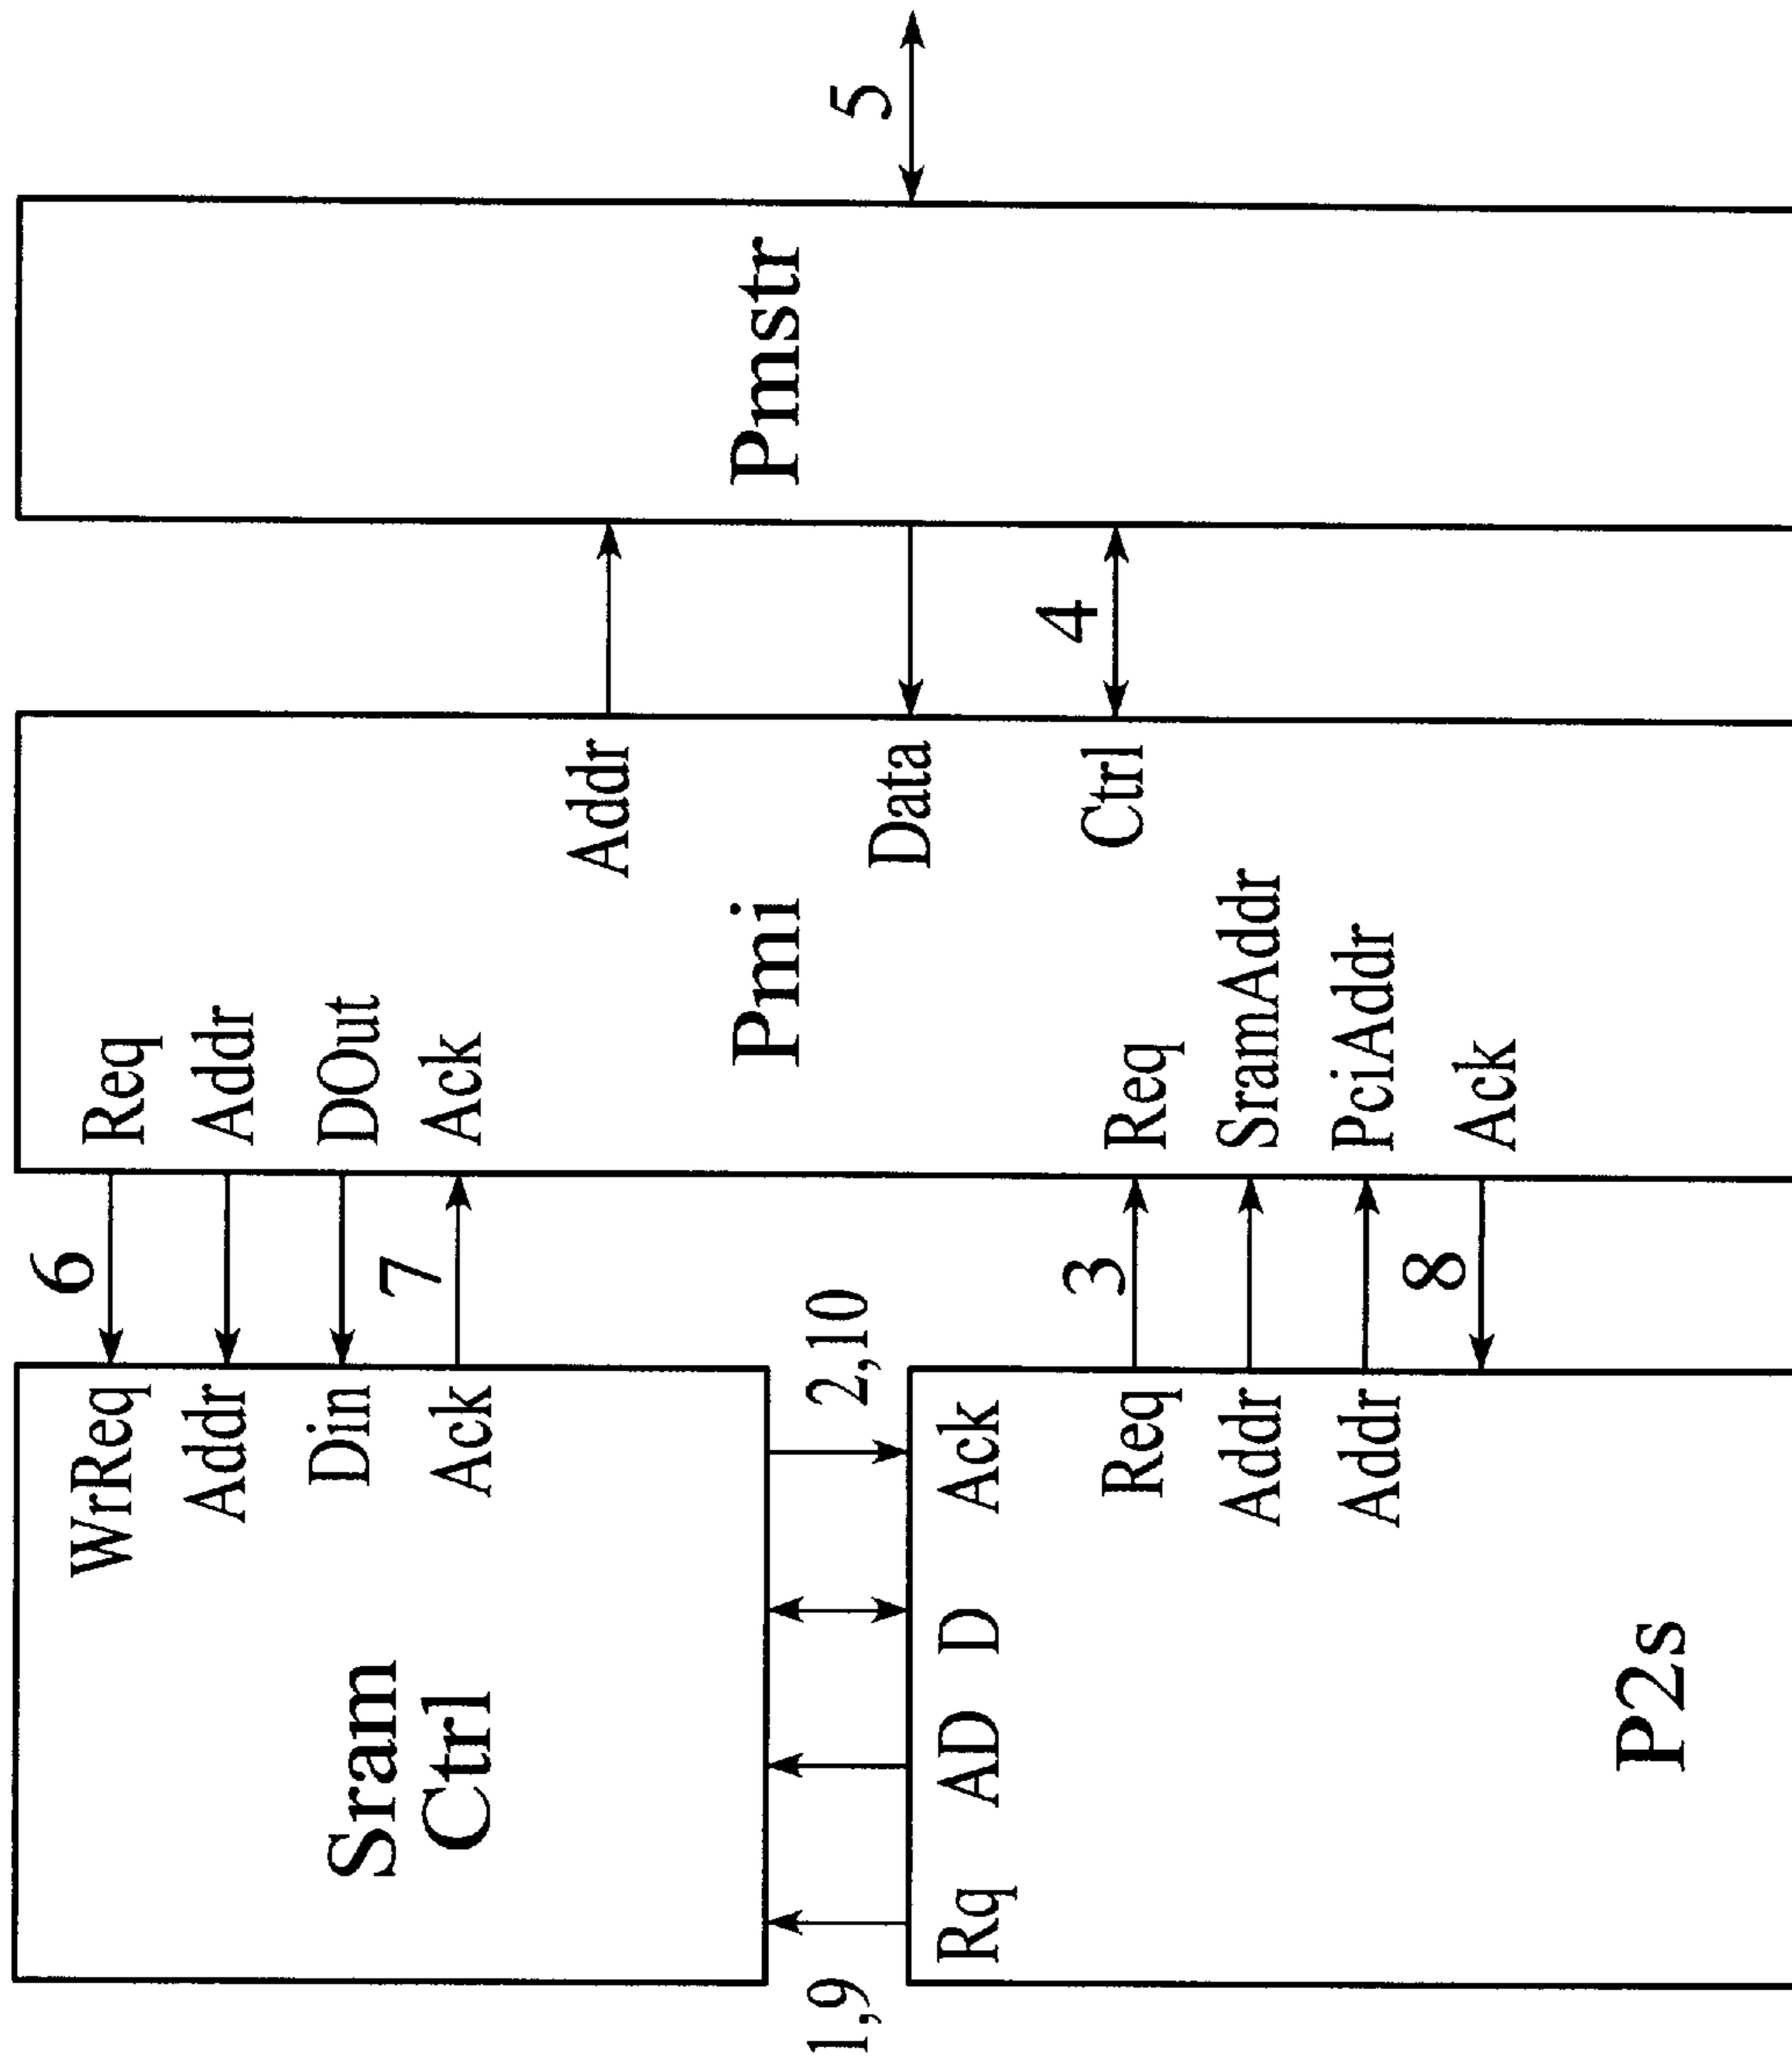 WrReq
Addr
Din
Ack
Sram
Ctrl
6
7
Req
Addr
DOut
Ack
Pmi
Addr
Data
Ctrl
Req
SramAddr
PciAddr
Ack
Pmstr
5
4
1,9
2,10
Rq
AD
D
Ack
Req
Addr
Addr
P2s
3
8